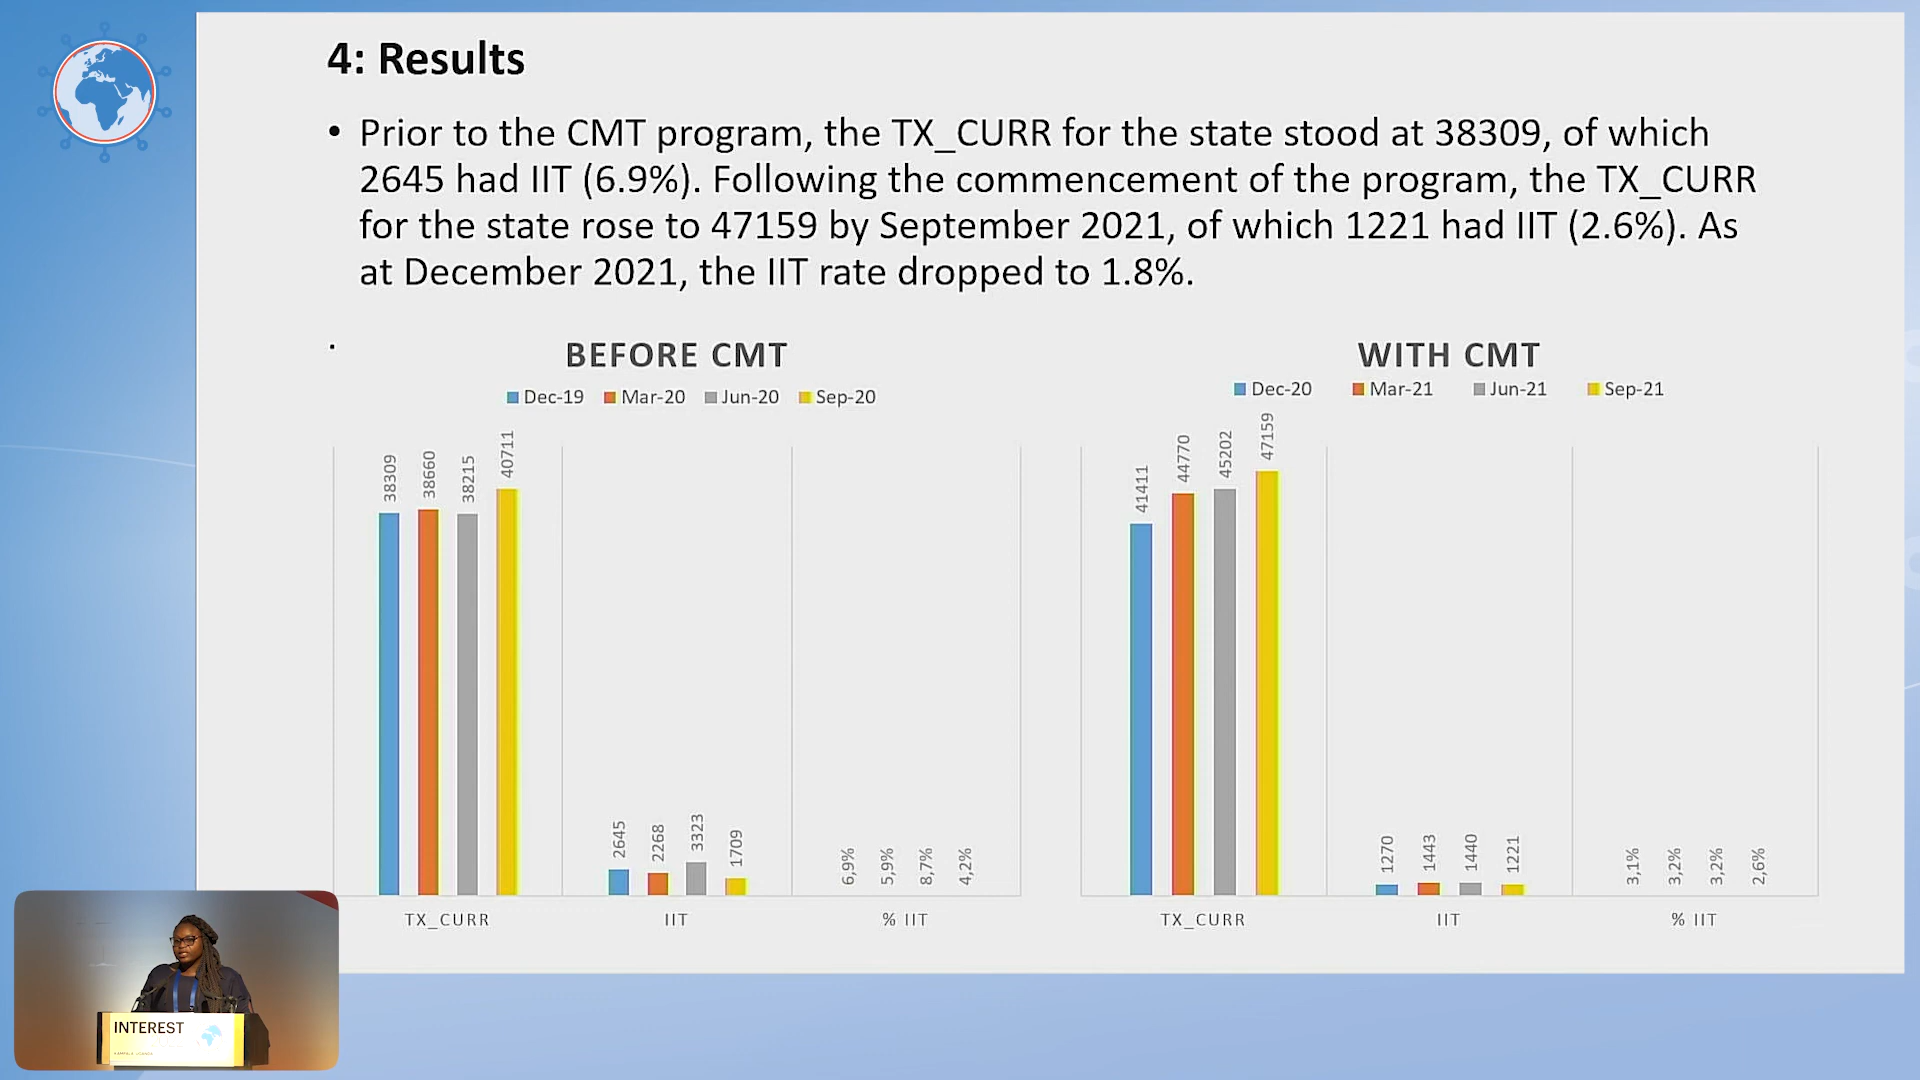 4: Results
• Prior to the CMT program, the TX_CURR for the state stood at 38309, of which
2645 had IIT (6.9%). Following the commencement of the program, the TX_CURR
for the state rose to 47159 by September 2021, of which 1221 had IIT (2.6%). As
at December 2021, the IIT rate dropped to 1.8%.
BEFORE CMT
Dec-19 Mar-20 Jun-20 Sep-20
38309 38660 38215 40711
2645 2268 3323 1709
6,9% 5,9% 8,7% 4,2%
TX_CURR IIT % IIT
WITH CMT
Dec-20 Mar-21 Jun-21 Sep-21
41411 44770 45202 47159
1270 1443 1440 1221
3,1% 3,2% 3,2% 2,6%
TX_CURR IIT % IIT
INTEREST